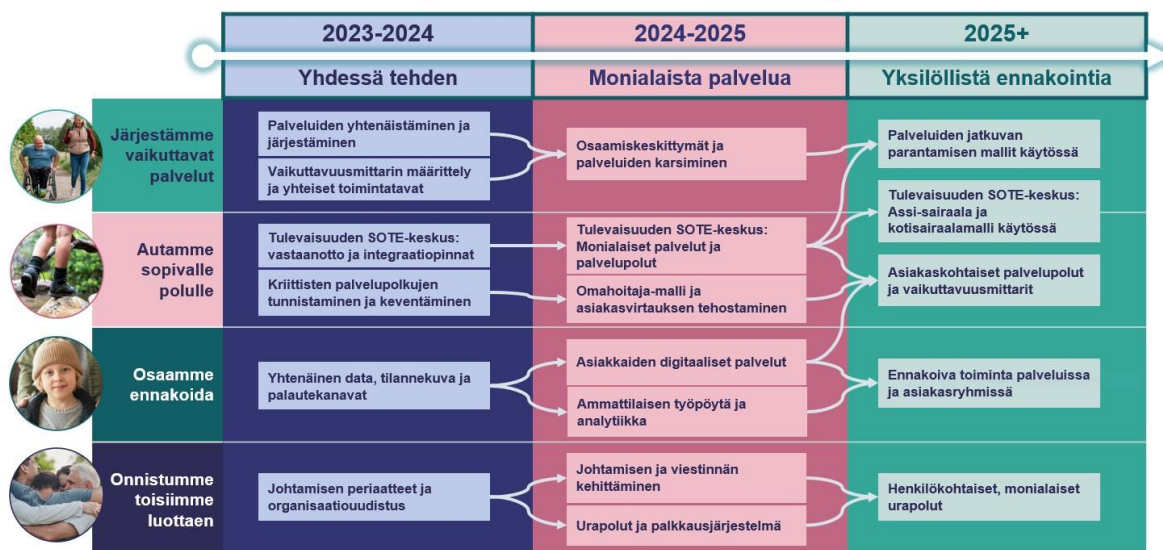 2023-2024
2024-2025
2025+
Yhdessä tehden
Monialaista palvelua
Yksilöllistä ennakointia
Järjestämme
vaikuttavat
palvelut
Palveluiden yhtenäistäminen ja
järjestäminen
Vaikuttavuusmittarin määrittely
ja yhteiset toimintatavat
Osaamiskeskittymät ja
palveluiden karsiminen
Palveluiden jatkuvan
parantamisen mallit käytössä
Tulevaisuuden SOTE-keskus:
Assi-sairaala ja
kotisairaalamalli käytössä
Autamme
sopivalle
polulle
Tulevaisuuden SOTE-keskus:
vastaanotto ja integraatiopinnat
Kriittisten palvelupolkujen
tunnistaminen ja keventäminen
Tulevaisuuden SOTE-keskus:
Monialaiset palvelut ja
palvelupolut
Omahoitaja-malli ja
asiakasvirtauksen tehostaminen
Asiakaskohtaiset palvelupolut
ja vaikuttavuusmittarit
Osaamme
ennakoida
Yhtenäinen data, tilannekuva ja
palautekanavat
Asiakkaiden digitaaliset palvelut
Ammattilaisen työpöytä ja
analytiikka
Ennakoiva toiminta palveluissa
ja asiakasryhmissä
Onnistumme
toisiimme
luottaen
Johtamisen periaatteet ja
organisaatiouudistus
Johtamisen ja viestinnän
kehittäminen
Urapolut ja palkkausjärjestelmä
Henkilökohtaiset, monialaiset
urapolut